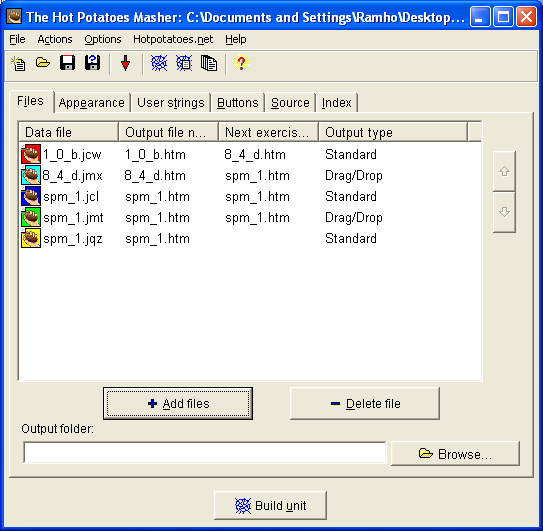 The Hot Potatoes Masher: C:\Documents and Settings\Ramho\Desktop...
File Actions Options Hotpotatoes.net Help
?
Files Appearance User strings Buttons Source Index
Data file Output file n... Next exercis... Output type
1_0_b.jcw 1_0_b.htm 8_4_d.htm Standard
8_4_d.jmx 8_4_d.htm spm_1.htm Drag/Drop
spm_1.jcl spm_1.htm spm_1.htm Standard
spm_1.jmt spm_1.htm spm_1.htm Drag/Drop
spm_1.jqz spm_1.htm Standard
Add files Delete file
Output folder:
Browse...
Build unit